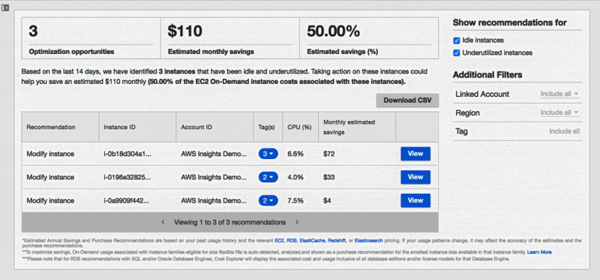 3
$110
50.00%
Optimization opportunities
Estimated monthly savings
Estimated savings (%)
Based on the last 14 days, we have identified 3 instances that have been idle and underutilized. Taking action on these instances could
help you save an estimated $110 monthly (50.00% of the EC2 On-Demand instance costs associated with these instances).
Download CSV
Recommendation Instance ID Account ID Tag(s) CPU (%) Monthly estimated savings
Modify instance i-0b18d304a1... AWS Insights Demo... 3 6.6% $72 View
Modify instance i-0196e32825... AWS Insights Demo... 2 4.0% $33 View
Modify instance i-0a9909f442... AWS Insights Demo... 2 7.5% $4 View
< Viewing 1 to 3 of 3 recommendations >
Show recommendations for
Idle instances
Underutilized instances
Additional Filters
Linked Account Include all
Region Include all
Tag Include all
*Estimated Annual Savings and Purchase Recommendations are based on your past usage history and the relevant EC2, RDS, ElastiCache, Redshift, or Elasticsearch pricing. If your usage patterns change, it may affect the accuracy of the estimates and the
purchase recommendations.
**To maximize savings, On-Demand usage associated with instance families eligible for size flexible RIs is auto-detected, analyzed,and shown as a purchase recommendation for the smallest instance size available in that instance family. Learn More
***Please note that for RDS recommendations with SQL and/or Oracle Database Engines, Cost Explorer will display the associated cost and usage inclusive of all database editions and/or license models for that Database Engine.